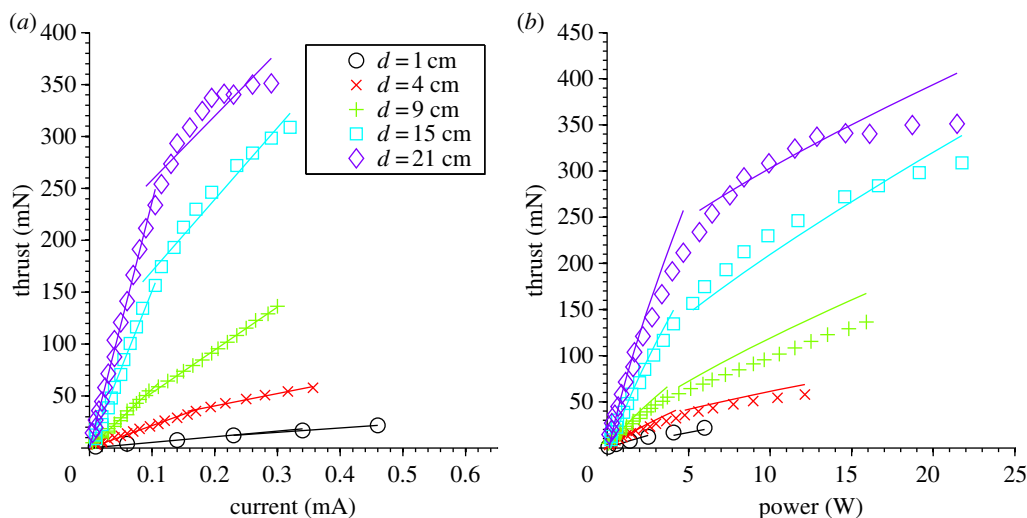 (a)
400
350
300
250
200
150
100
50
0
0.1
0.2
0.3
0.4
0.5
0.6
thrust (mN)
current (mA)
d = 1 cm
d = 4 cm
d = 9 cm
d = 15 cm
d = 21 cm
(b)
450
400
350
300
250
200
150
100
50
0
5
10
15
20
25
thrust (mN)
power (W)